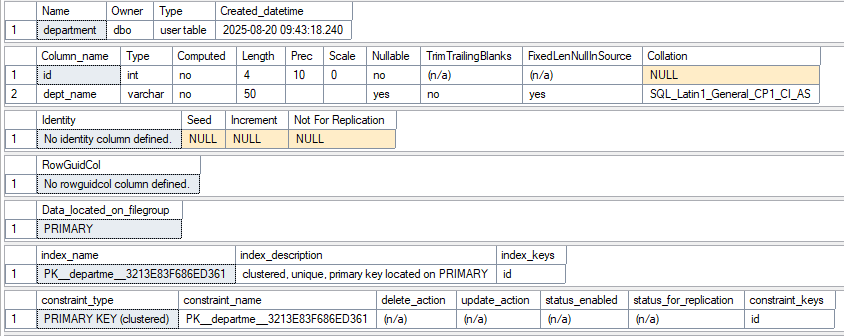 Name Owner Type Created_datetime
1 department dbo user table 2025-08-20 09:43:18.240
Column_name Type Computed Length Prec Scale Nullable TrimTrailingBlanks FixedLenNullInSource Collation
1 id int no 4 10 0 no (n/a) (n/a) NULL
2 dept_name varchar no 50 yes no yes SQL_Latin1_General_CP1_CI_AS
Identity Seed Increment Not For Replication
1 No identity column defined. NULL NULL NULL
RowGuidCol
1 No rowguidcol column defined.
Data_located_on_filegroup
1 PRIMARY
index_name index_description index_keys
1 PK__departme__3213E83F686ED361 clustered, unique, primary key located on PRIMARY id
constraint_type constraint_name delete_action update_action status_enabled status_for_replication constraint_keys
1 PRIMARY KEY (clustered) PK__departme__3213E83F686ED361 (n/a) (n/a) (n/a) (n/a) id